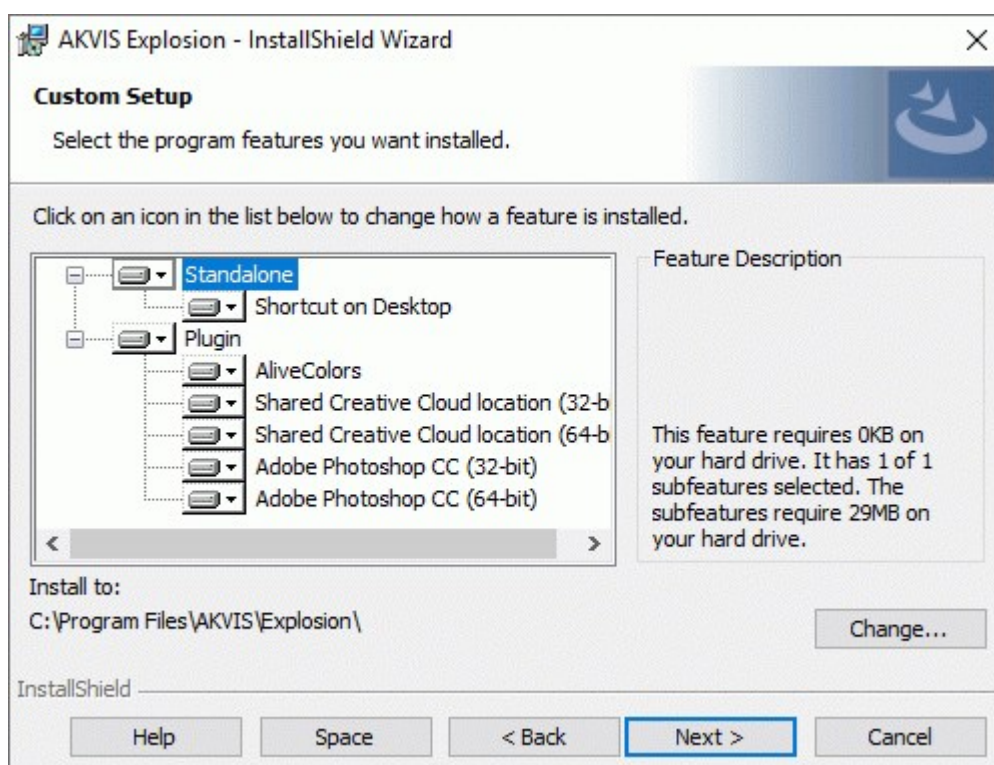 AKVIS Explosion - InstallShield Wizard
Custom Setup
Select the program features you want installed.
Click on an icon in the list below to change how a feature is installed.
Standalone
Shortcut on Desktop
Plugin
AliveColors
Shared Creative Cloud location (32-b
Shared Creative Cloud location (64-b
Adobe Photoshop CC (32-bit)
Adobe Photoshop CC (64-bit)
Feature Description
This feature requires 0KB on
your hard drive. It has 1 of 1
subfeatures selected. The
subfeatures require 29MB on
your hard drive.
Install to:
C:\Program Files\AKVIS\Explosion\
Change...
InstallShield
Help
Space
< Back
Next >
Cancel